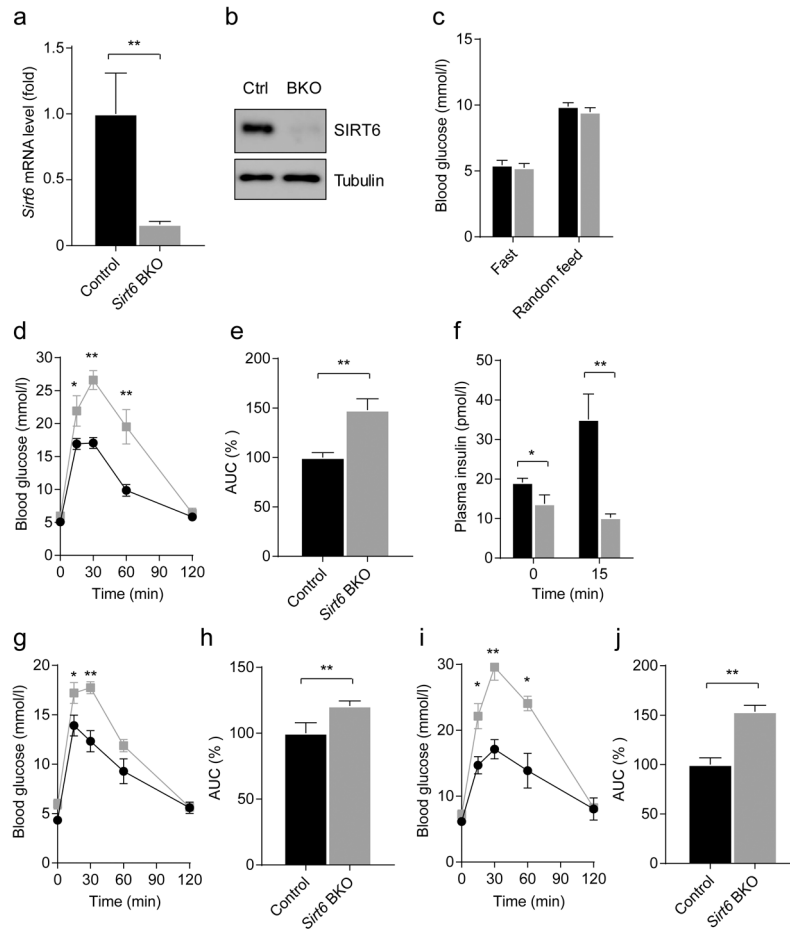 a
**
1.5
1.0
0.5
0
Sirt6 mRNA level (fold)
Control
Sirt6 BKO
b
Ctrl BKO
SIRT6
Tubulin
c
15
10
5
0
Blood glucose (mmol/l)
Fast
Random feed
d
30
25
20
15
10
5
0
Blood glucose (mmol/l)
* ** **
0 30 60 90 120
Time (min)
e
200
150
100
50
0
AUC (% )
**
Control
Sirt6 BKO
f
50
40
30
20
10
0
Plasma insulin (pmol/l)
* **
0 15
Time (min)
g
20
15
10
5
0
Blood glucose (mmol/l)
* **
0 30 60 90 120
Time (min)
h
150
100
50
0
AUC (% )
**
Control
Sirt6 BKO
i
30
20
10
0
Blood glucose (mmol/l)
* ** *
0 30 60 90 120
Time (min)
j
200
150
100
50
0
AUC (% )
**
Control
Sirt6 BKO